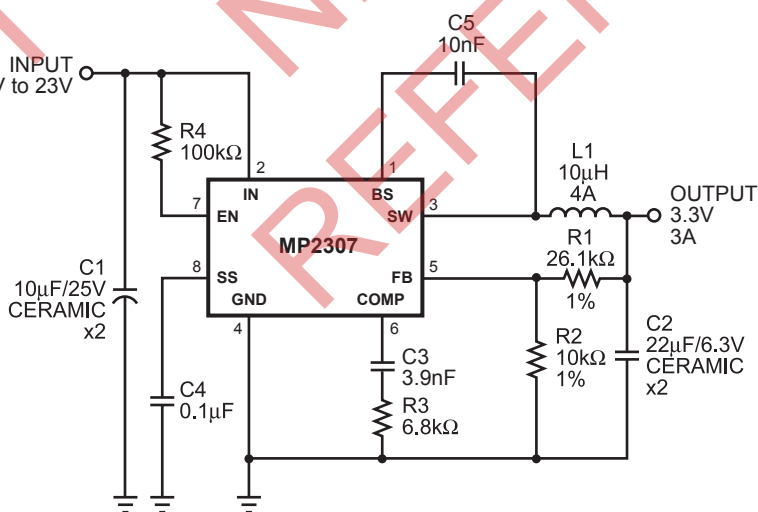 C5
10nF
INPUT
V to 23V
R4
100kΩ
2
1
L1
10µH
4A
IN
BS
7
EN
SW
3
OUTPUT
3.3V
3A
MP2307
R1
26.1kΩ
1%
8
SS
FB
5
C1
10µF/25V
CERAMIC
x2
GND
COMP
4
6
C2
22µF/6.3V
CERAMIC
x2
R2
10kΩ
1%
C3
3.9nF
C4
0.1µF
R3
6.8kΩ
REFE